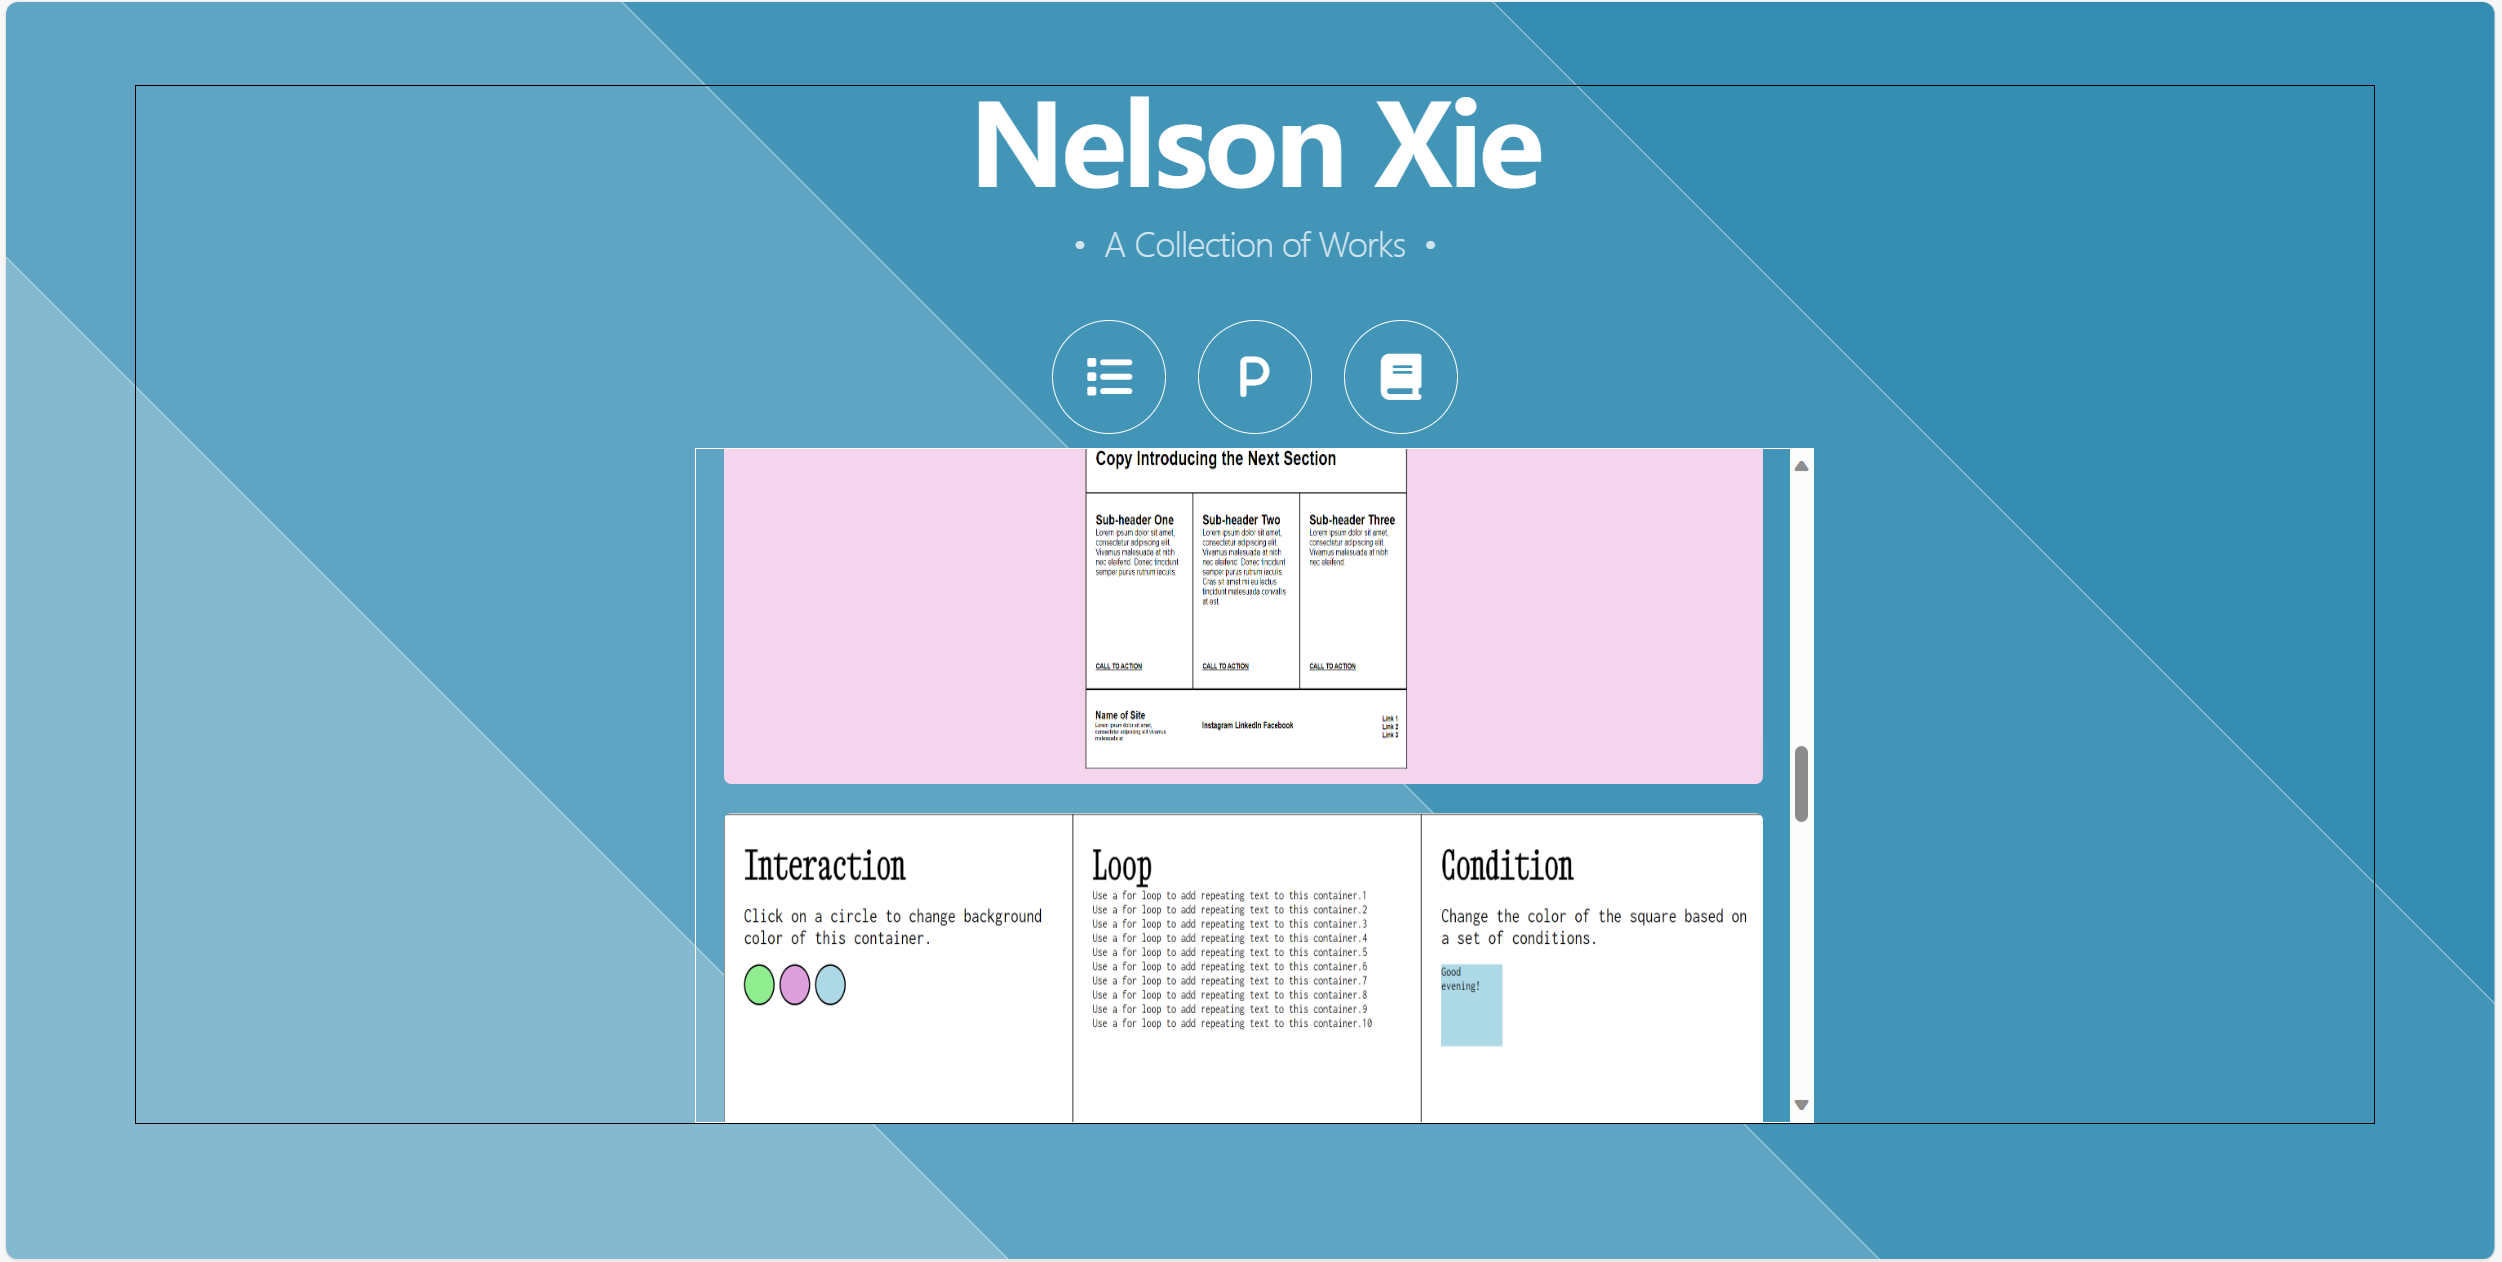 Nelson Xie
• A Collection of Works •
P
Copy Introducing the Next Section
Sub-header One
Lorem ipsum dolor sit amet,
consectetur adipiscing elit.
Vivamus malesuada at nibh
nec eleifend. Donec tincidunt
semper purus rutrum iaculis.
CALL TO ACTION
Sub-header Two
Lorem ipsum dolor sit amet,
consectetur adipiscing elit.
Vivamus malesuada at nibh
nec eleifend. Donec tincidunt
semper purus rutrum iaculis.
Cras sit amet mi eu lectus
tincidunt malesuada convallis
at est.
CALL TO ACTION
Sub-header Three
Lorem ipsum dolor sit amet,
consectetur adipiscing elit.
Vivamus malesuada at nibh
nec eleifend.
CALL TO ACTION
Name of Site
Lorem ipsum dolor sit amet,
consectetur adipiscing elit vivamus
malesuada at
Instagram LinkedIn Facebook
Link 1
Link 2
Link 3
Interaction
Click on a circle to change background
color of this container.
Loop
Use a for loop to add repeating text to this container.1
Use a for loop to add repeating text to this container.2
Use a for loop to add repeating text to this container.3
Use a for loop to add repeating text to this container.4
Use a for loop to add repeating text to this container.5
Use a for loop to add repeating text to this container.6
Use a for loop to add repeating text to this container.7
Use a for loop to add repeating text to this container.8
Use a for loop to add repeating text to this container.9
Use a for loop to add repeating text to this container.10
Condition
Change the color of the square based on
a set of conditions.
Good
evening!